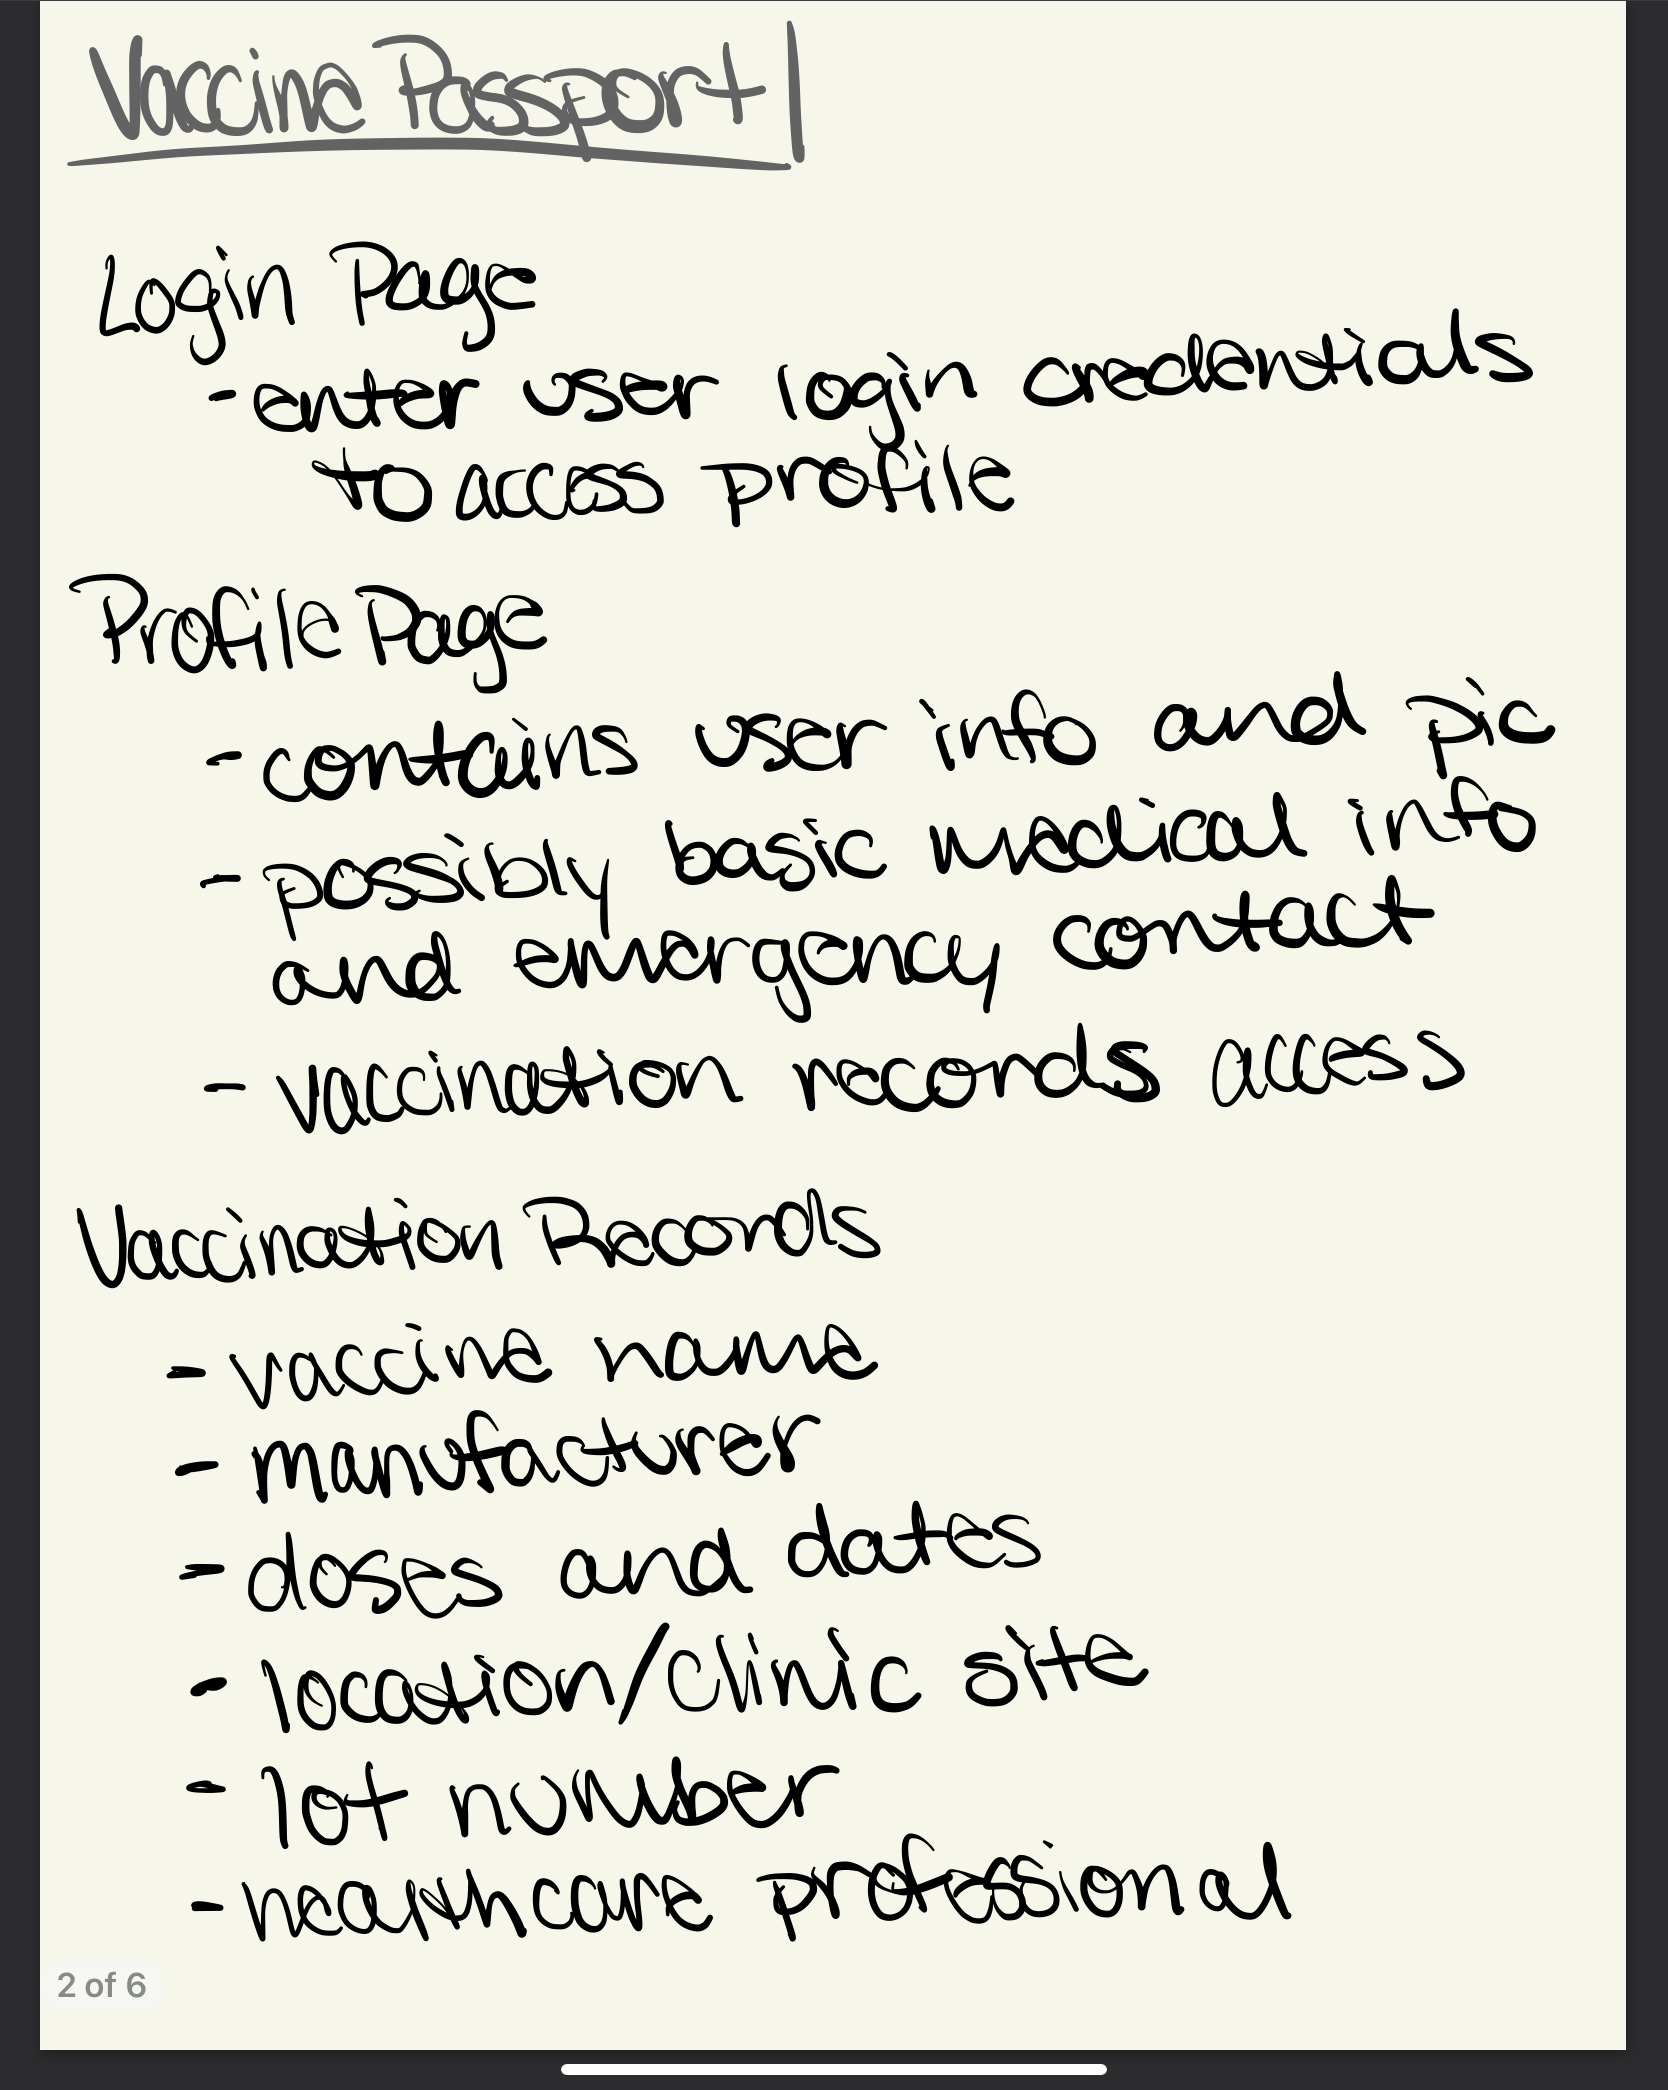 Vaccine Passport
Login Page
- enter user login credentials
to access profile
Profile Page
- contains user info and pic
- possibly basic medical info
and emergency contact
- vaccination records access
Vaccination Records
- vaccine name
- manufacturer
- doses and dates
- location/clinic site
- lot number
- healthcare professional
2 of 6